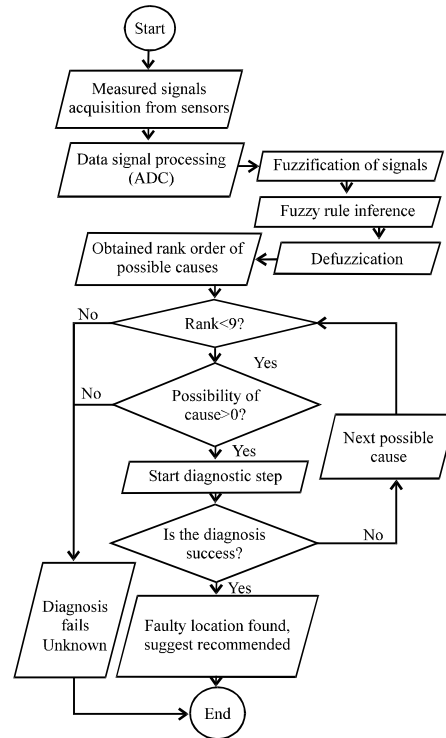 Start
Measured signals
acquisition from sensors
Data signal processing
(ADC)
Fuzzification of signals
Fuzzy rule inference
Defuzzication
Obtained rank order of
possible causes
No
Rank<9?
Yes
No
Possibility of
cause>0?
Yes
Next possible
cause
Start diagnostic step
Is the diagnosis
success?
No
Yes
Diagnosis
fails
Unknown
Faulty location found,
suggest recommended
End